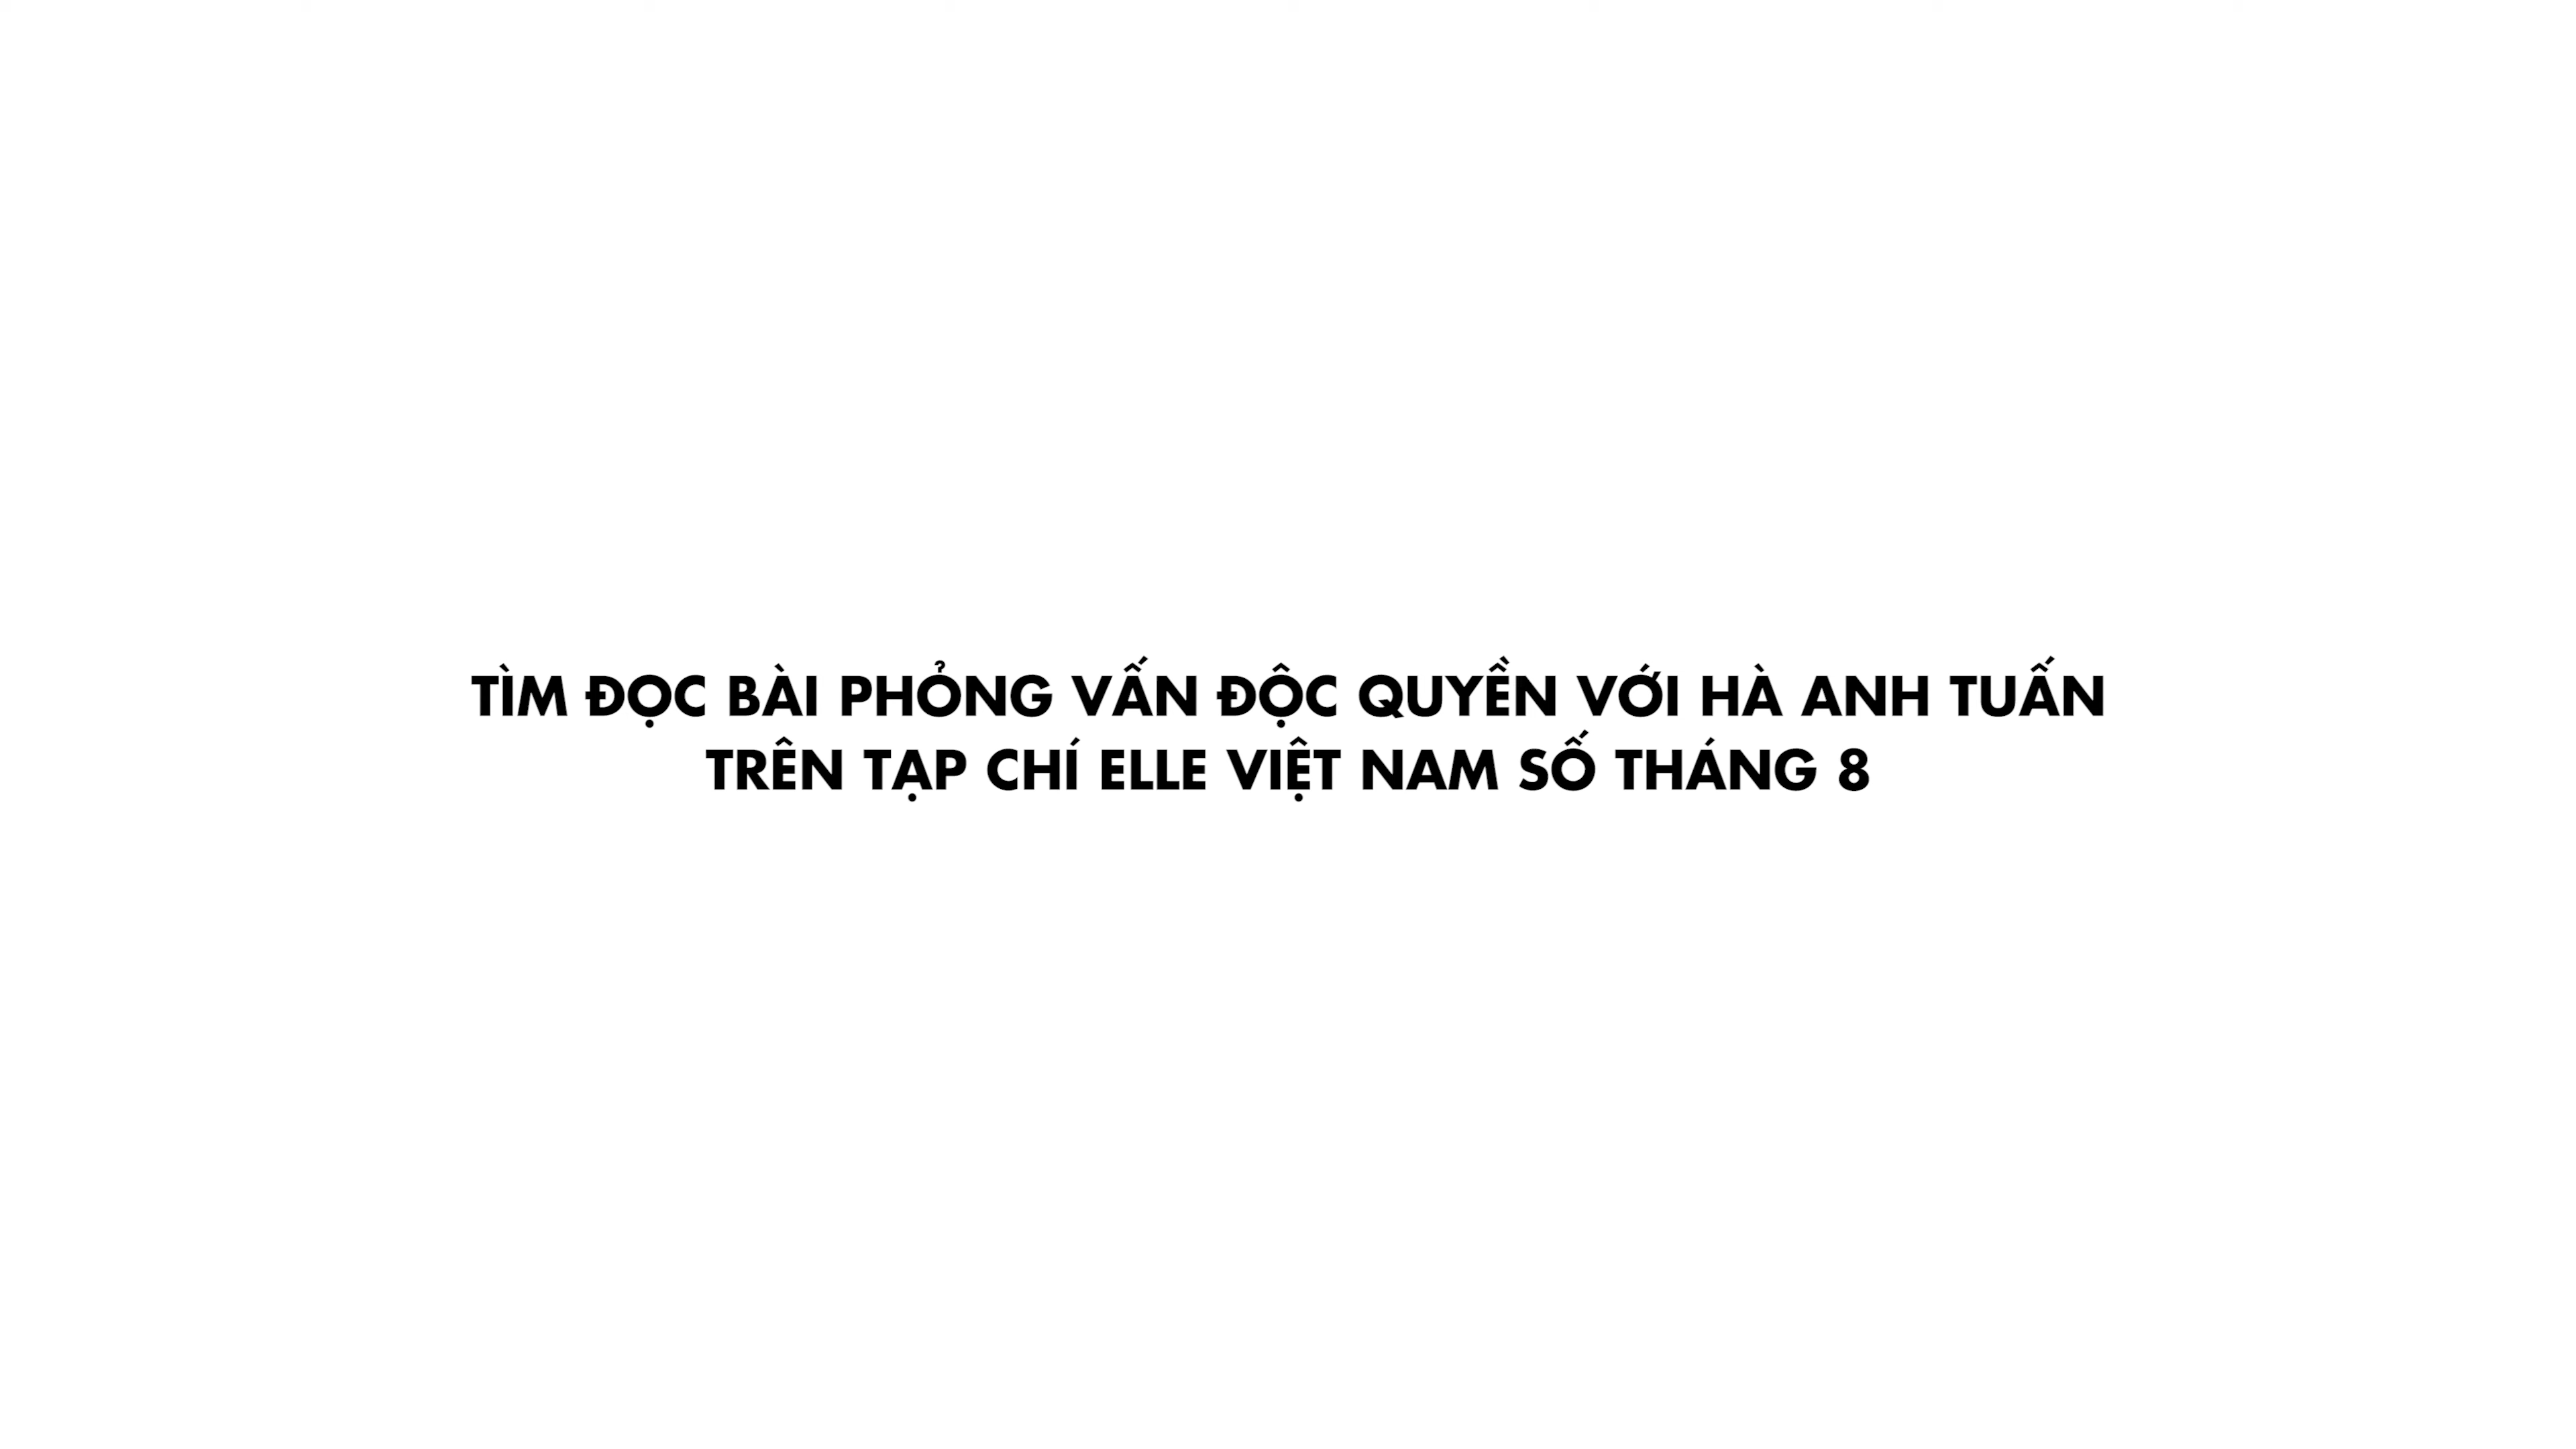 TÌM ĐỌC BÀI PHỎNG VẤN ĐỘC QUYỀN VỚI HÀ ANH TUẤN
TRÊN TẠP CHÍ ELLE VIỆT NAM SỐ THÁNG 8